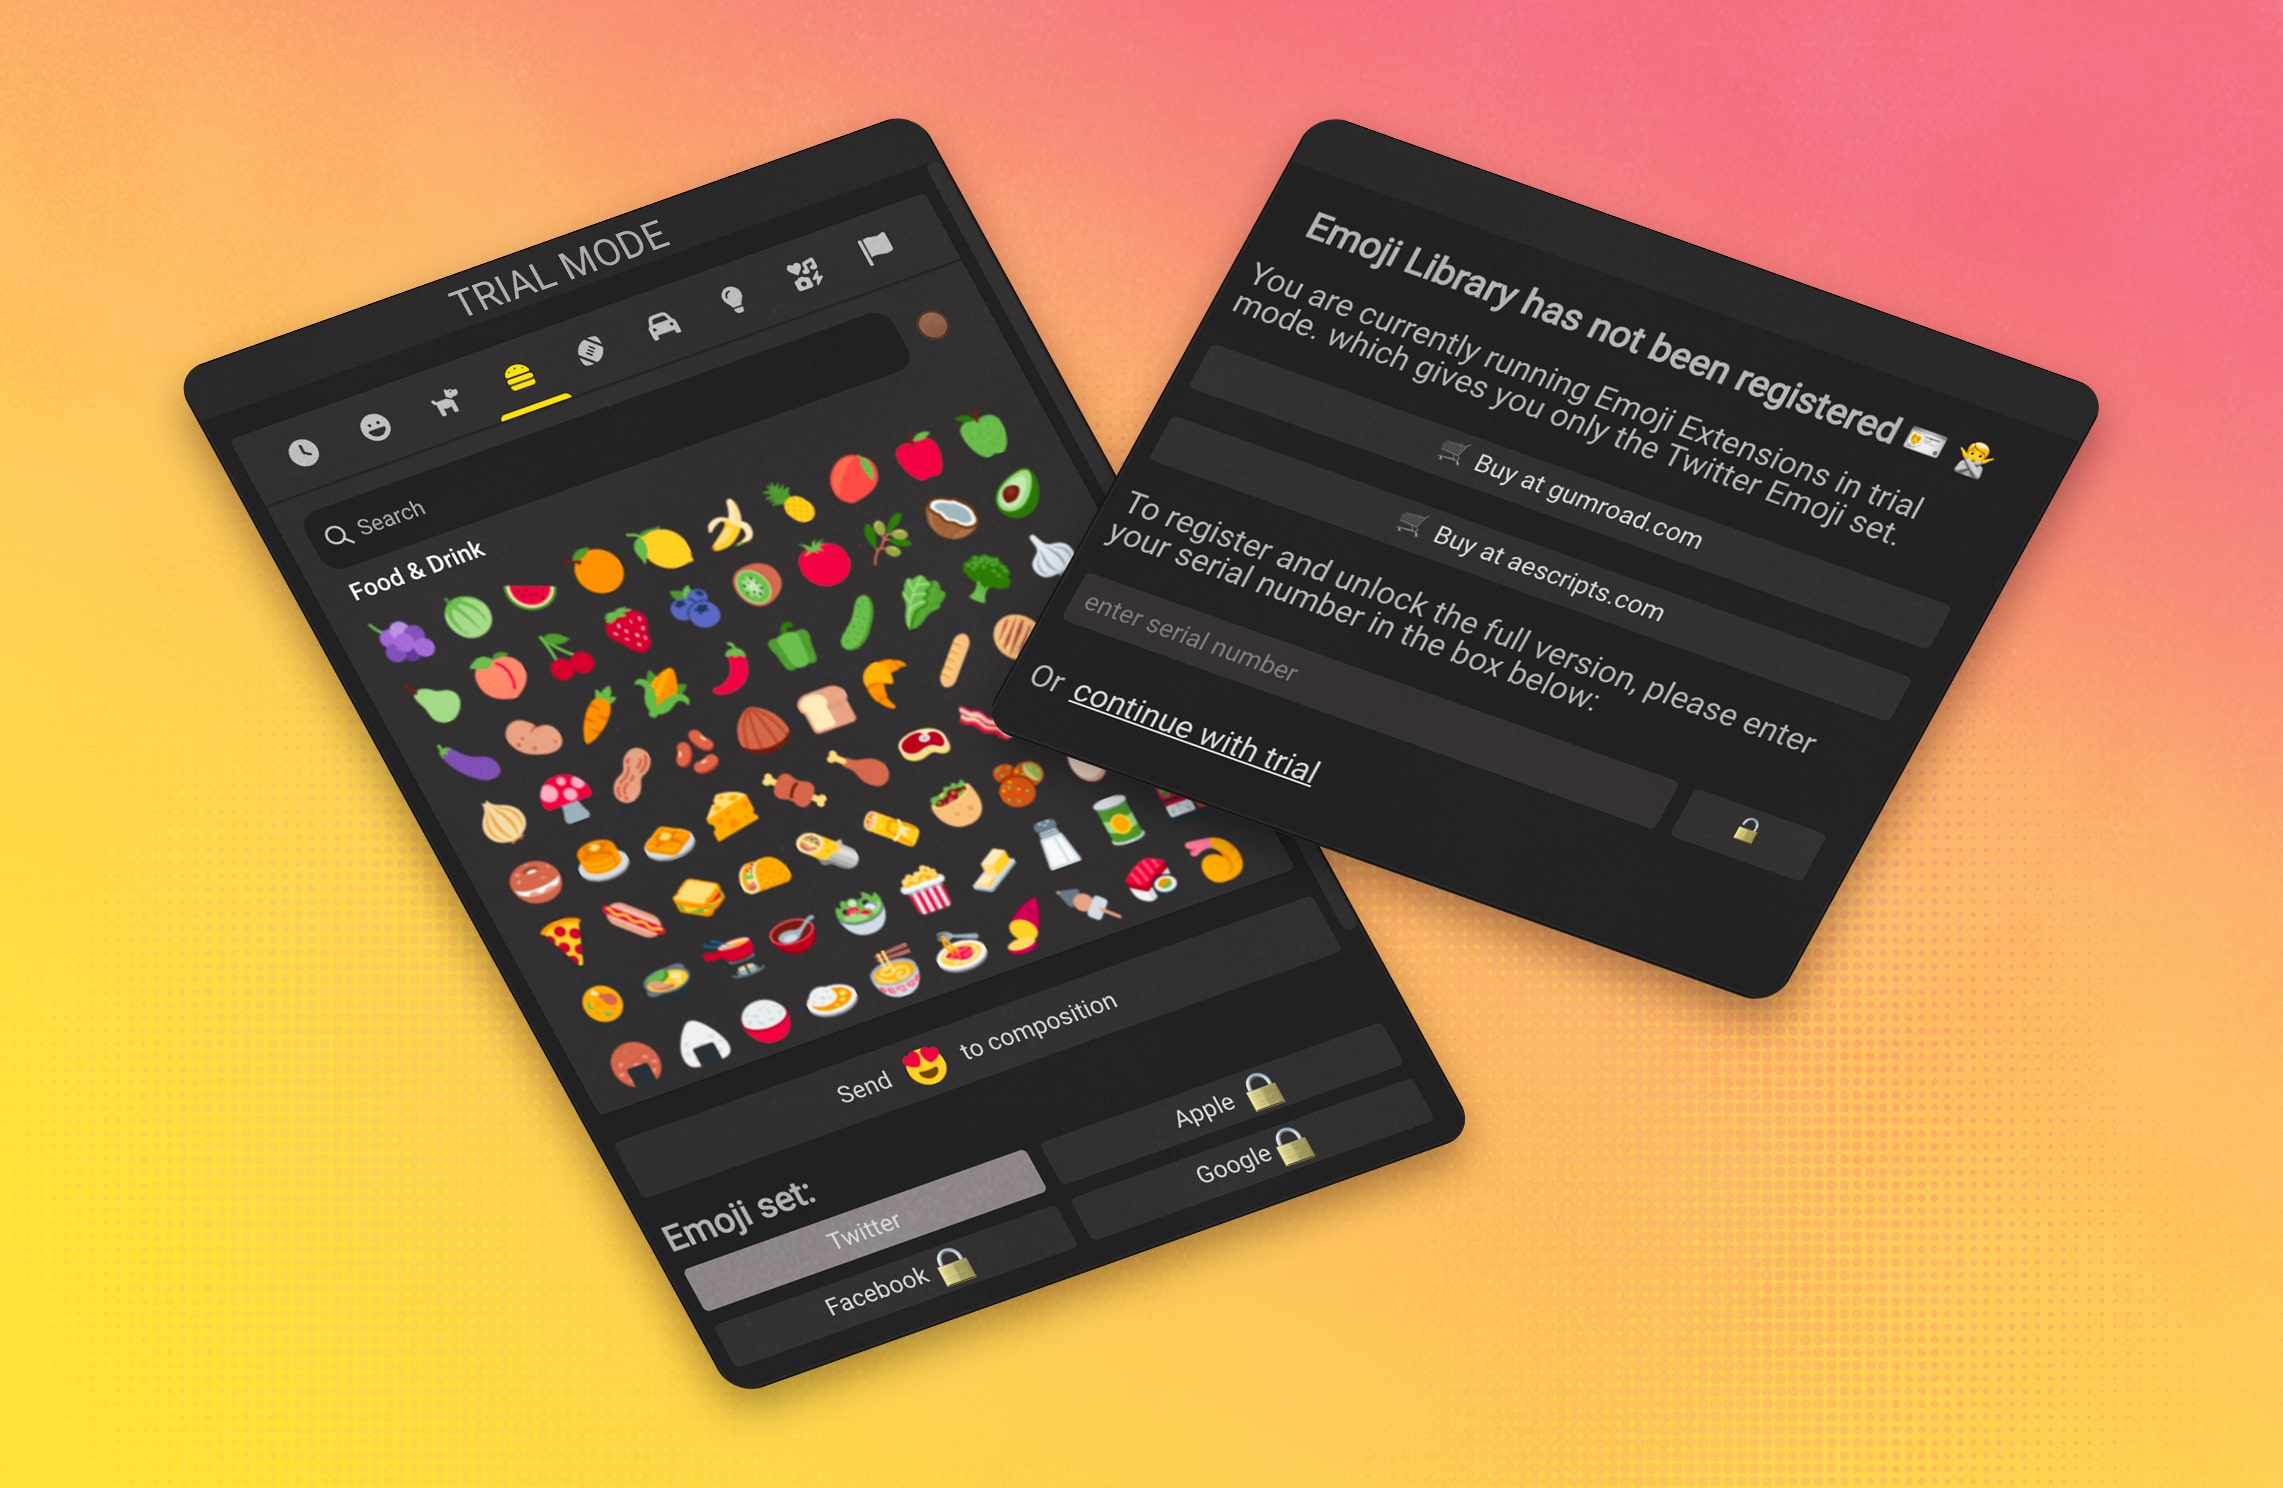 TRIAL MODE
Search
Food & Drink
Send 😍 to composition
Emoji set:
Twitter
Apple
Facebook
Google
Emoji Library has not been registered
You are currently running Emoji Extensions in trial
mode. which gives you only the Twitter Emoji set.
Buy at gumroad.com
Buy at aescripts.com
To register and unlock the full version, please enter
your serial number in the box below:
enter serial number
Or continue with trial